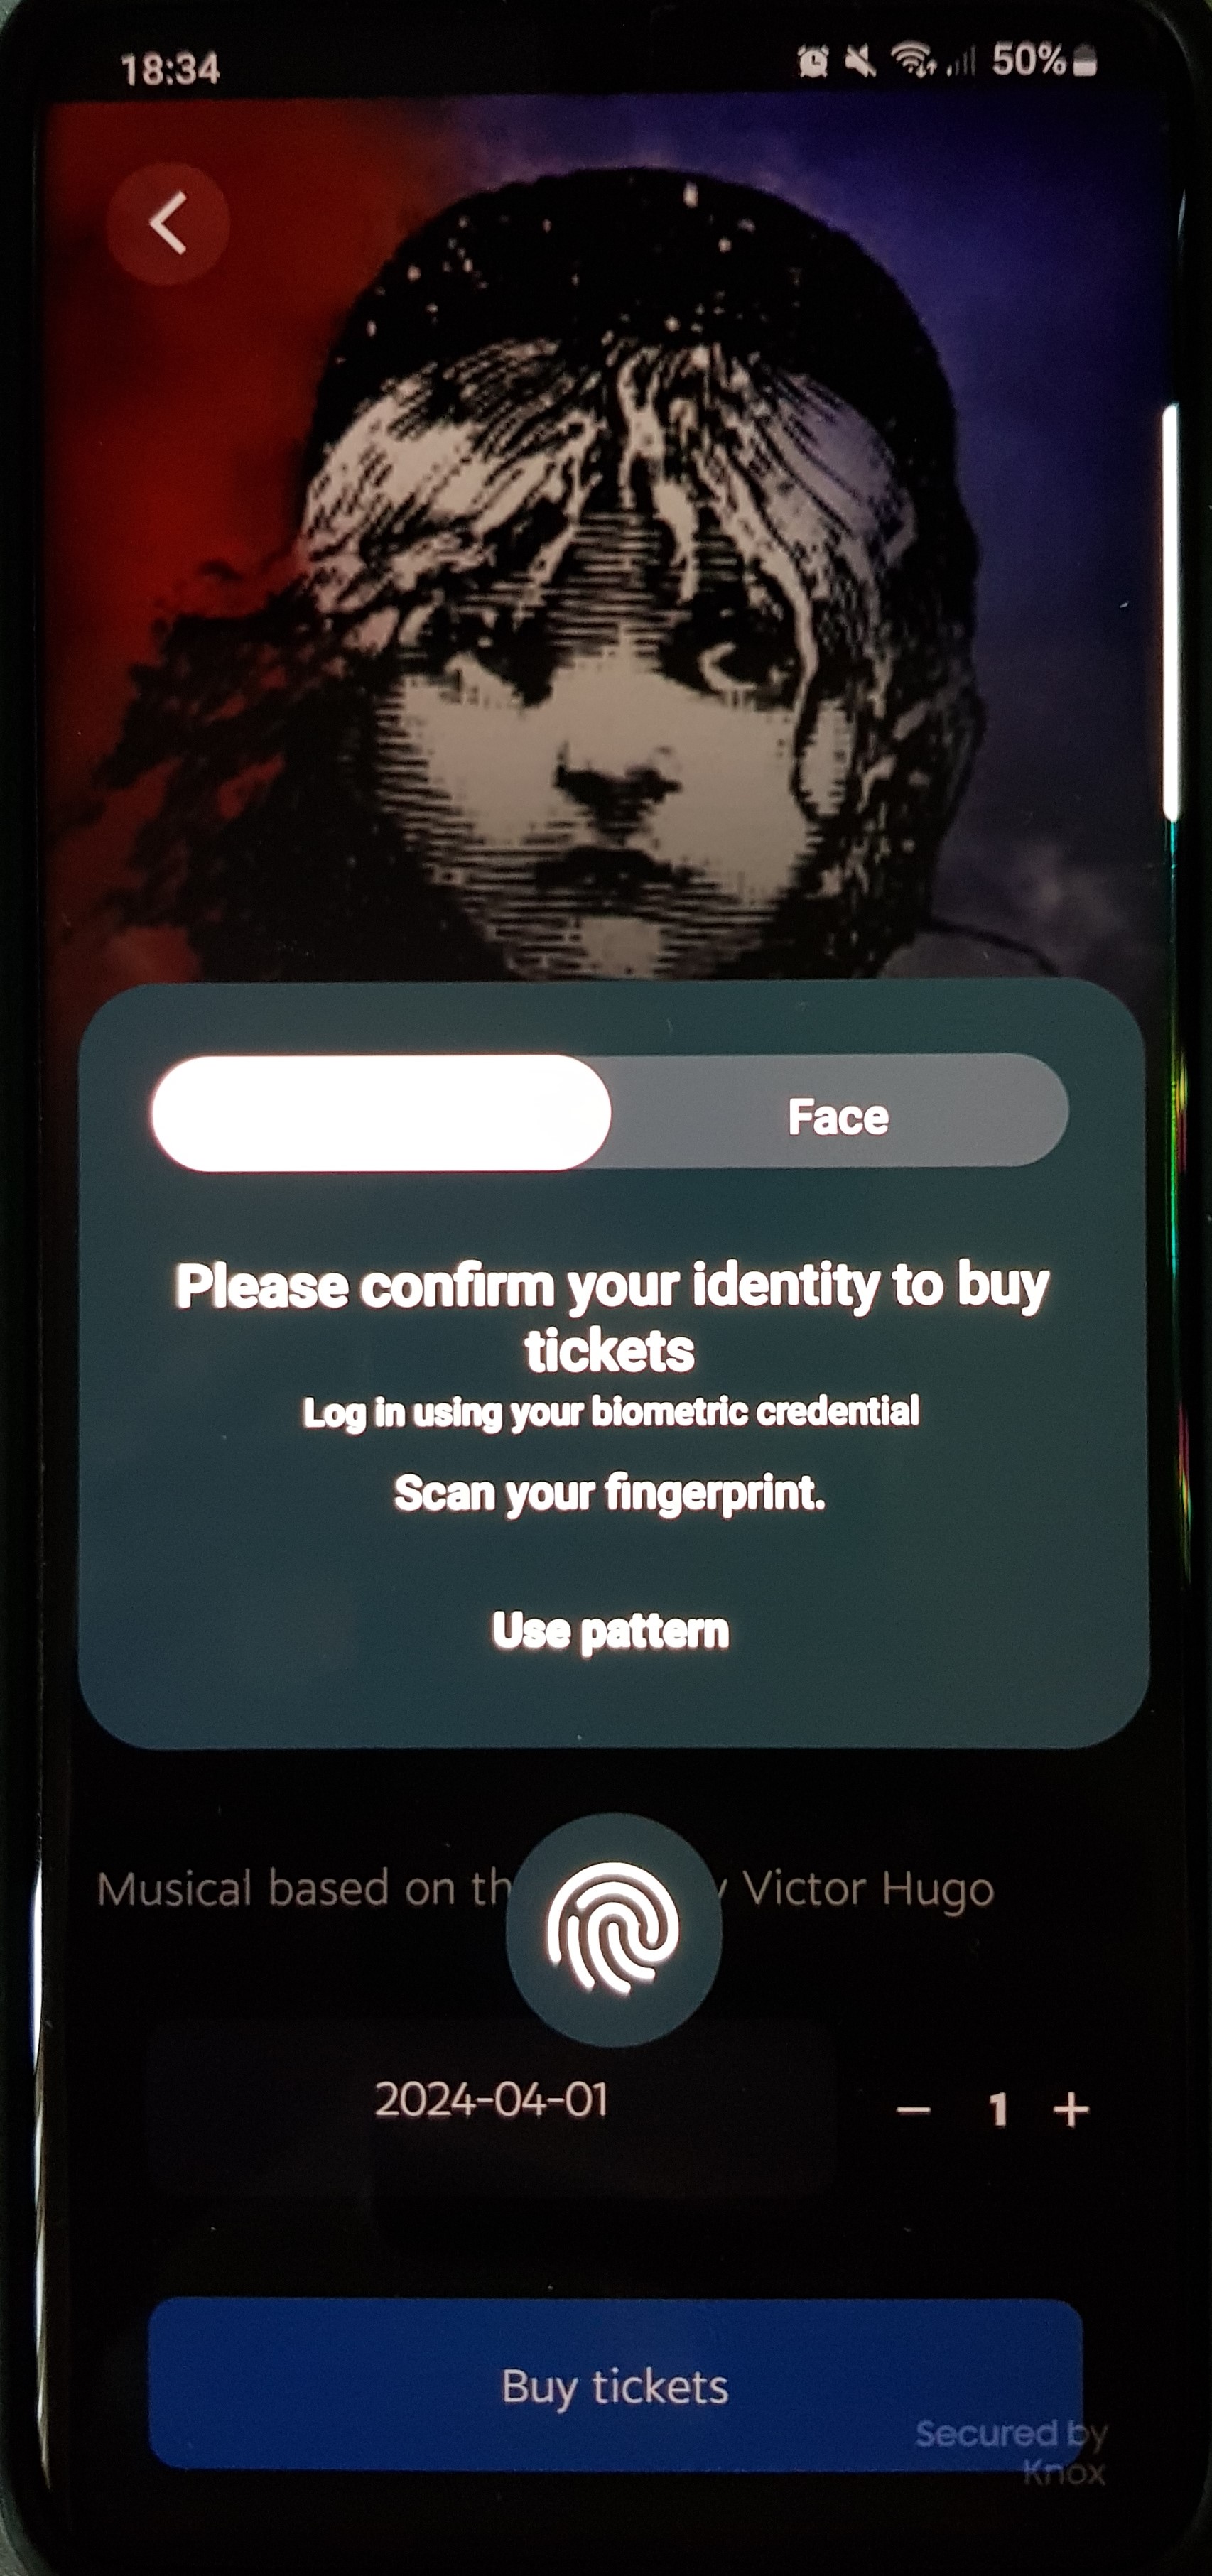 18:34
50%
Face
Please confirm your identity to buy
tickets
Log in using your biometric credential
Scan your fingerprint.
Use pattern
Musical based on th
y Victor Hugo
2024-04-01
− 1 +
Buy tickets
Secured by
Knox